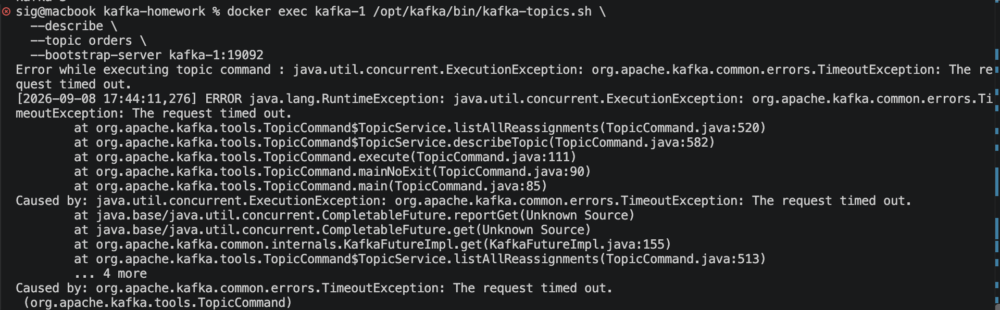 sig@macbook kafka-homework % docker exec kafka-1 /opt/kafka/bin/kafka-topics.sh \
  --describe \
  --topic orders \
  --bootstrap-server kafka-1:19092
Error while executing topic command : java.util.concurrent.ExecutionException: org.apache.kafka.common.errors.TimeoutException: The re
quest timed out.
[2026-09-08 17:44:11,276] ERROR java.lang.RuntimeException: java.util.concurrent.ExecutionException: org.apache.kafka.common.errors.Ti
meoutException: The request timed out.
        at org.apache.kafka.tools.TopicCommand$TopicService.listAllReassignments(TopicCommand.java:520)
        at org.apache.kafka.tools.TopicCommand$TopicService.describeTopic(TopicCommand.java:582)
        at org.apache.kafka.tools.TopicCommand.execute(TopicCommand.java:111)
        at org.apache.kafka.tools.TopicCommand.mainNoExit(TopicCommand.java:90)
        at org.apache.kafka.tools.TopicCommand.main(TopicCommand.java:85)
Caused by: java.util.concurrent.ExecutionException: org.apache.kafka.common.errors.TimeoutException: The request timed out.
        at java.base/java.util.concurrent.CompletableFuture.reportGet(Unknown Source)
        at java.base/java.util.concurrent.CompletableFuture.get(Unknown Source)
        at org.apache.kafka.common.internals.KafkaFutureImpl.get(KafkaFutureImpl.java:155)
        at org.apache.kafka.tools.TopicCommand$TopicService.listAllReassignments(TopicCommand.java:513)
        ... 4 more
Caused by: org.apache.kafka.common.errors.TimeoutException: The request timed out.
 (org.apache.kafka.tools.TopicCommand)